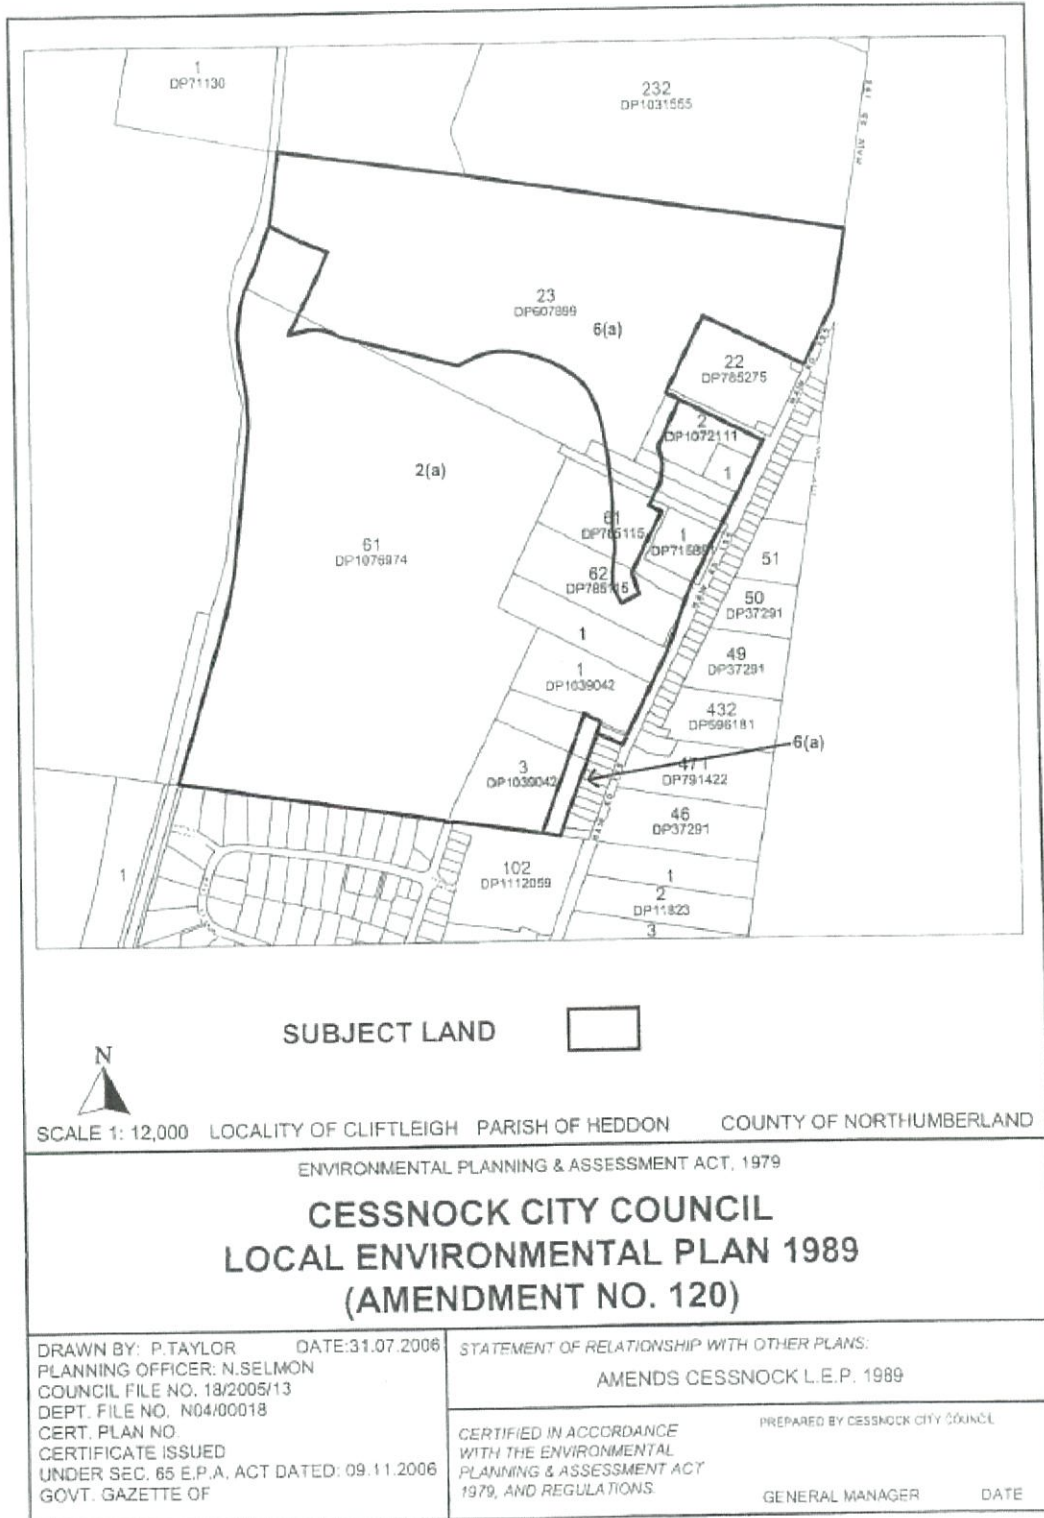 1
DP71130
232
DP1031555
23
DP607899
6(a)
22
DP785275
2
DP1072111
1
2(a)
61
DP1076974
61
DP785115
1
DP715881
62
DP785115
51
50
DP37291
1
49
DP37291
1
DP1039042
432
DP596181
6(a)
471
DP791422
3
DP1039042
46
DP37291
1
102
DP1112059
1
2
DP11823
3
SUBJECT LAND
N
SCALE 1: 12,000 LOCALITY OF CLIFTLEIGH PARISH OF HEDDON COUNTY OF NORTHUMBERLAND
ENVIRONMENTAL PLANNING & ASSESSMENT ACT, 1979
CESSNOCK CITY COUNCIL
LOCAL ENVIRONMENTAL PLAN 1989
(AMENDMENT NO. 120)
DRAWN BY: P.TAYLOR DATE:31.07.2006
PLANNING OFFICER: N.SELMON
COUNCIL FILE NO. 18/2005/13
DEPT. FILE NO. N04/00018
CERT. PLAN NO.
CERTIFICATE ISSUED
UNDER SEC. 65 E.P.A. ACT DATED: 09.11.2006
GOVT. GAZETTE OF
STATEMENT OF RELATIONSHIP WITH OTHER PLANS:
AMENDS CESSNOCK L.E.P. 1989
CERTIFIED IN ACCORDANCE
WITH THE ENVIRONMENTAL
PLANNING & ASSESSMENT ACT
1979, AND REGULATIONS.
PREPARED BY CESSNOCK CITY COUNCIL
GENERAL MANAGER DATE